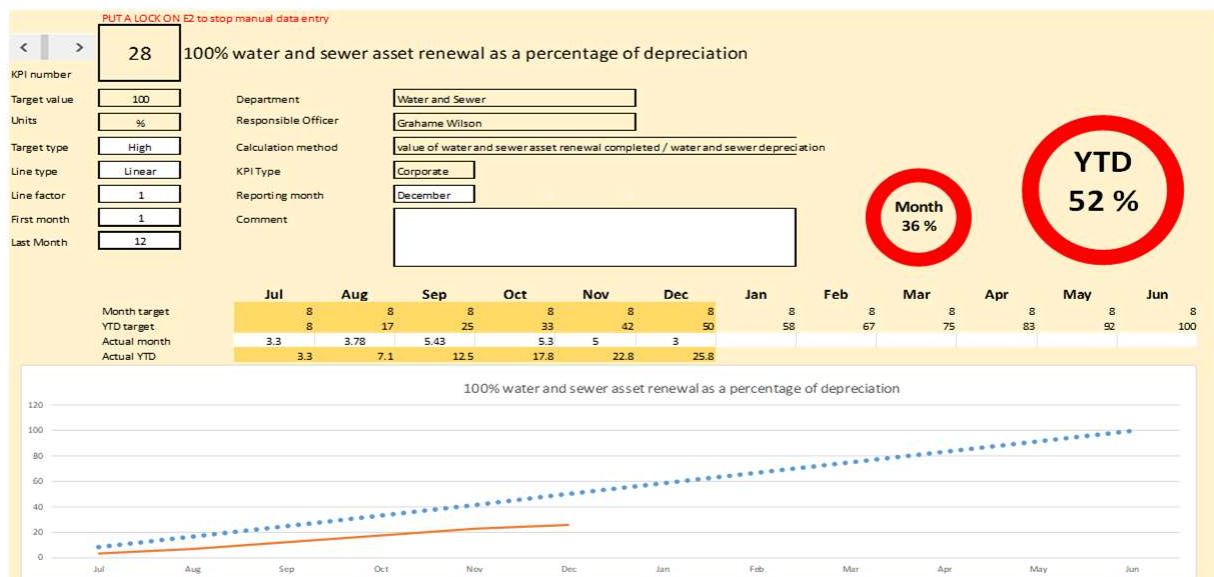 PUT A LOCK ON E2 to stop manual data entry
< >
28
100% water and sewer asset renewal as a percentage of depreciation
KPI number
Target value 100 Department Water and Sewer
Units % Responsible Officer Grahame Wilson
Target type High Calculation method value of water and sewer asset renewal completed / water and sewer depreciation
Line type Linear KPI Type Corporate
Line factor 1 Reporting month December
First month 1 Comment
Last Month 12
Month
36 %
YTD
52 %
Jul Aug Sep Oct Nov Dec Jan Feb Mar Apr May Jun
Month target 8 8 8 8 8 8 8 8 8 8 8 8
YTD target 8 17 25 33 42 50 58 67 75 83 92 100
Actual month 3.3 3.78 5.43 5.3 5 3
Actual YTD 3.3 7.1 12.5 17.8 22.8 25.8
100% water and sewer asset renewal as a percentage of depreciation
120
100
80
60
40
20
0
Jul Aug Sep Oct Nov Dec Jan Feb Mar Apr May Jun